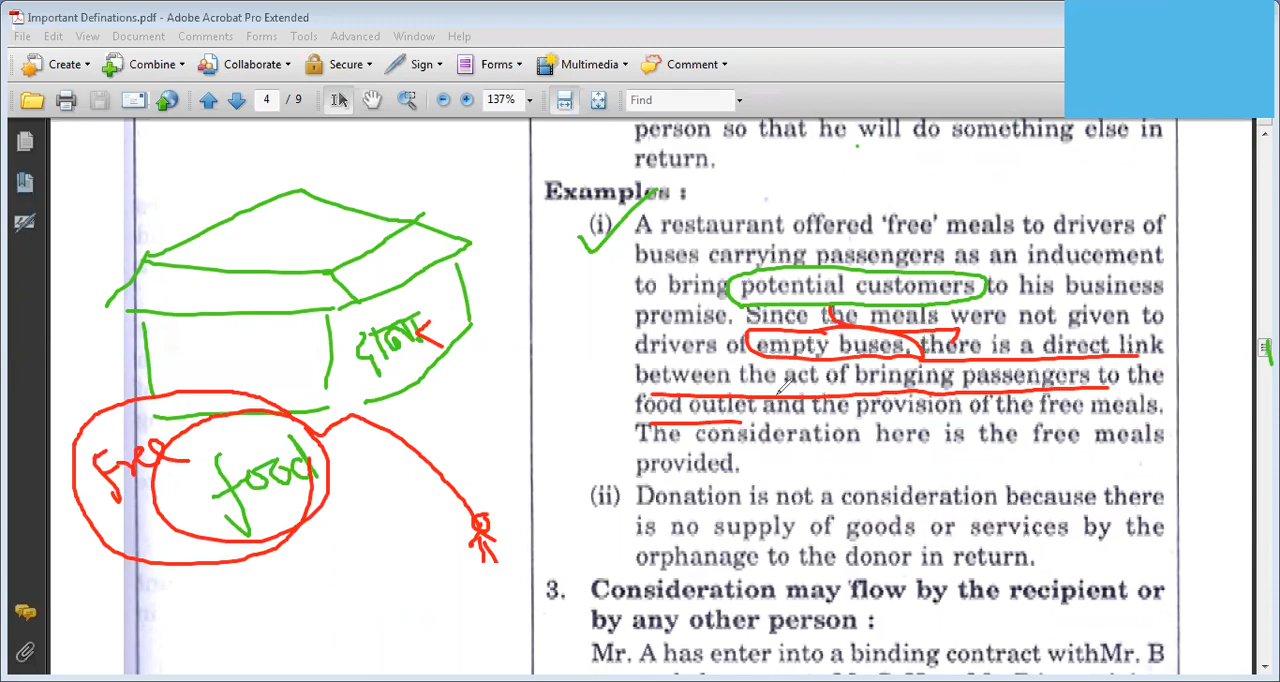 Important Definations.pdf - Adobe Acrobat Pro Extended
File Edit View Document Comments Forms Tools Advanced Window Help
Create Combine Collaborate Secure Sign Forms Multimedia Comment
4 / 9 137% Find
person so that he will do something else in
return.
Examples :
(i) A restaurant offered ‘free’ meals to drivers of
buses carrying passengers as an inducement
to bring potential customers to his business
premise. Since the meals were not given to
drivers of empty buses, there is a direct link
between the act of bringing passengers to the
food outlet and the provision of the free meals.
The consideration here is the free meals
provided.
(ii) Donation is not a consideration because there
is no supply of goods or services by the
orphanage to the donor in return.
3. Consideration may flow by the recipient or
by any other person :
Mr. A has enter into a binding contract withMr. B
Free food